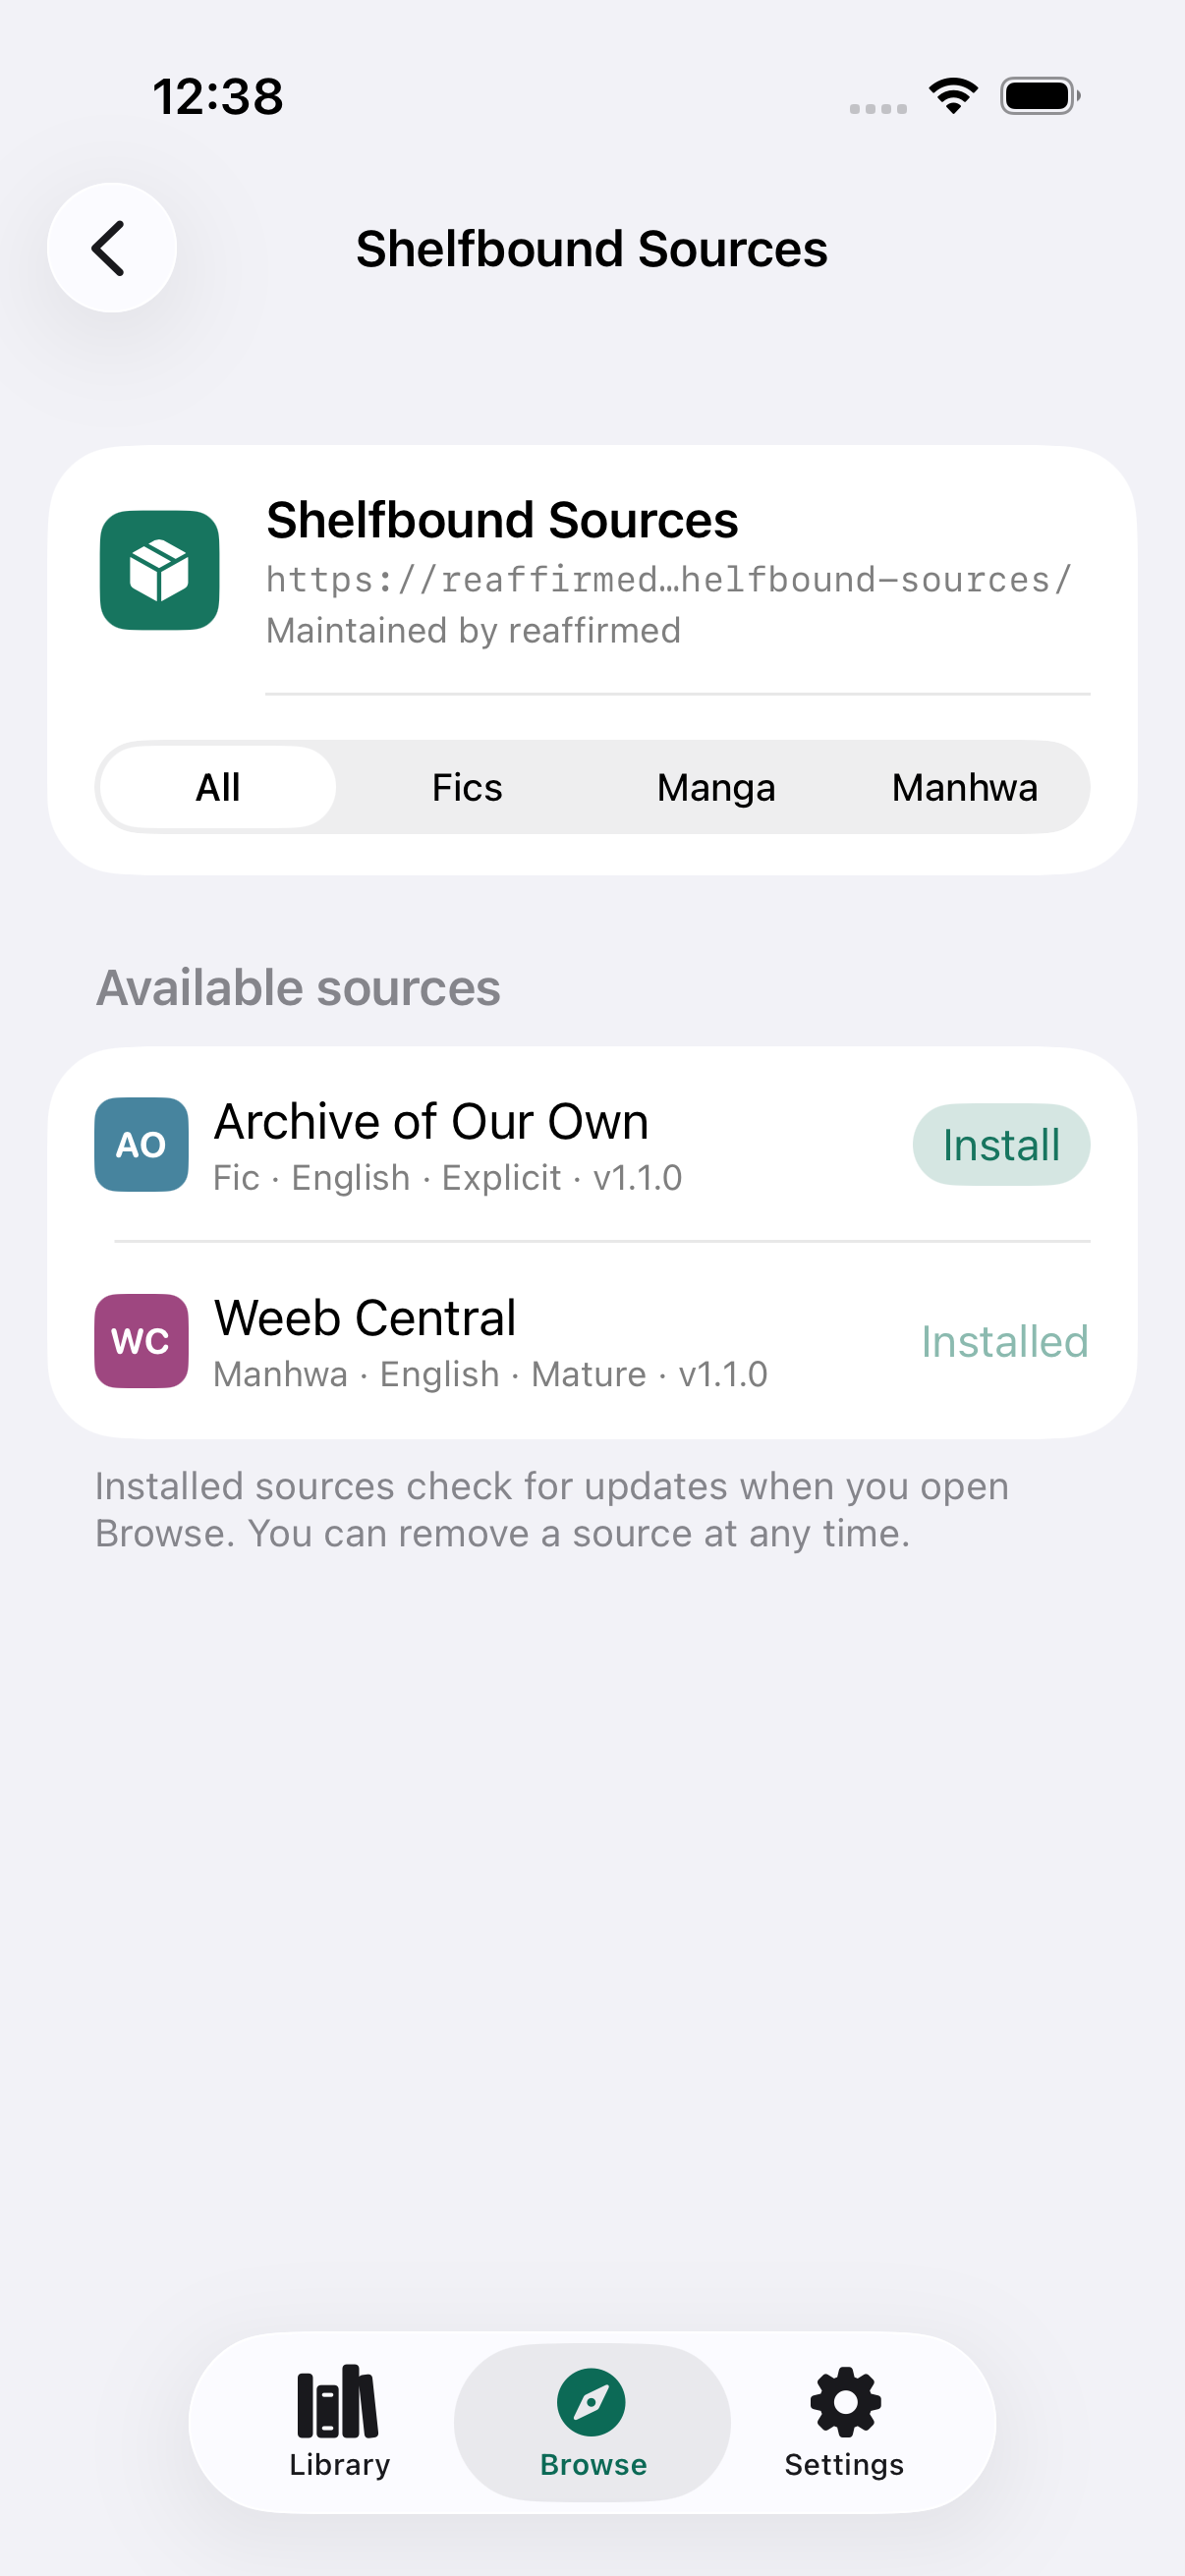 12:38
Shelfbound Sources
Shelfbound Sources
https://reaffirmed…helfbound-sources/
Maintained by reaffirmed
All
Fics
Manga
Manhwa
Available sources
AO
Archive of Our Own
Fic · English · Explicit · v1.1.0
Install
WC
Weeb Central
Manhwa · English · Mature · v1.1.0
Installed
Installed sources check for updates when you open
Browse. You can remove a source at any time.
Library
Browse
Settings